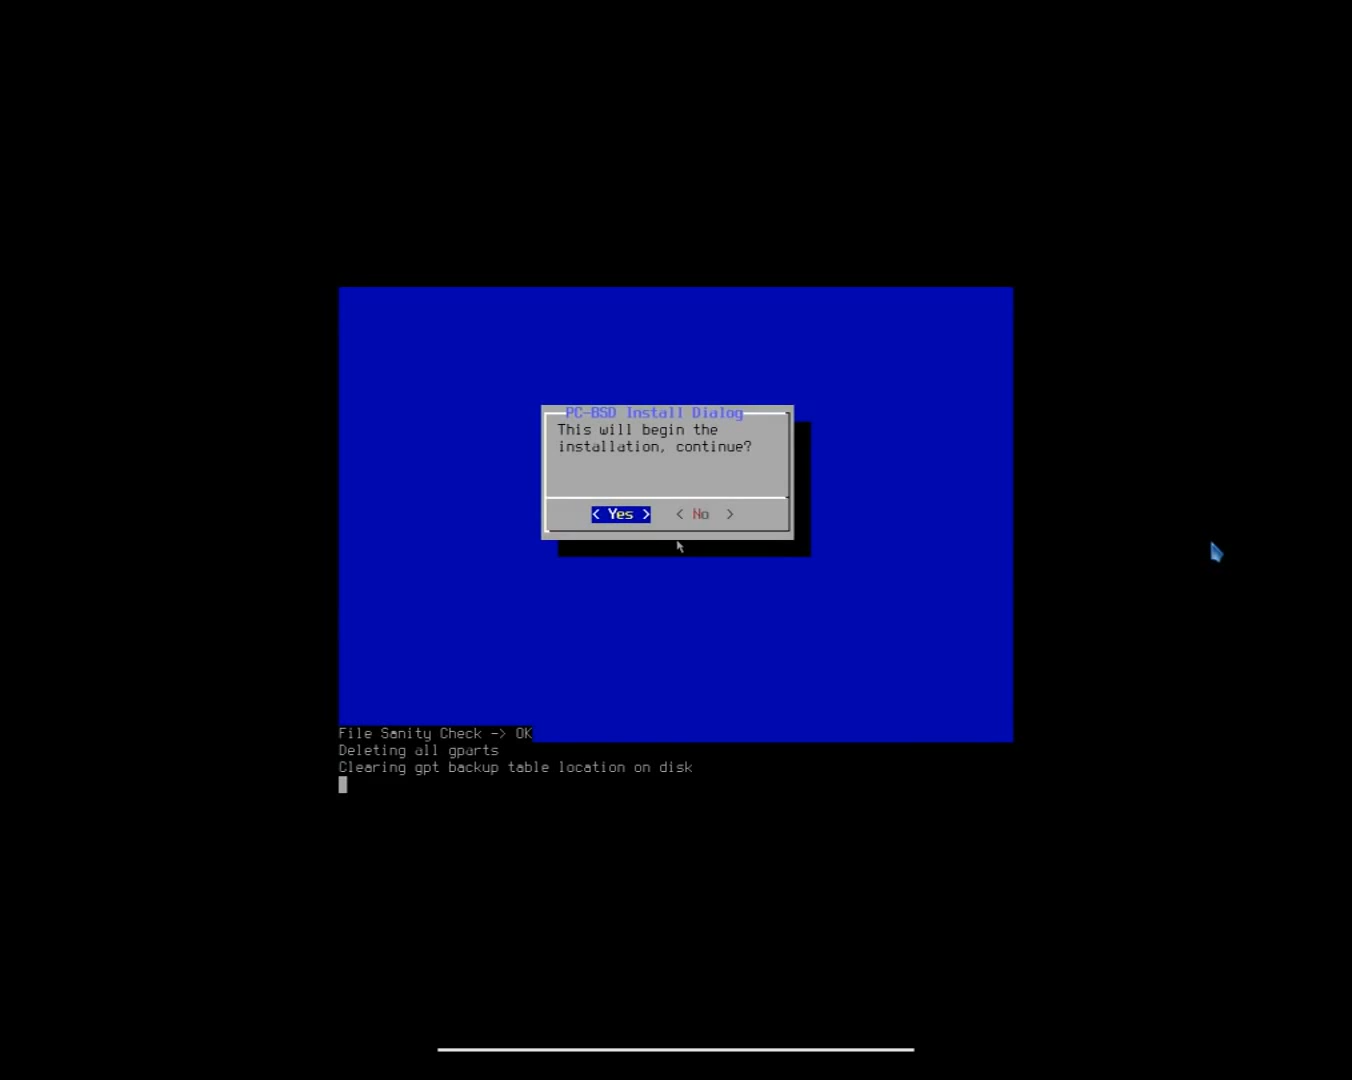 PC-BSD Install Dialog
This will begin the
installation, continue?
< Yes > < No >
File Sanity Check -> OK
Deleting all gparts
Clearing gpt backup table location on disk